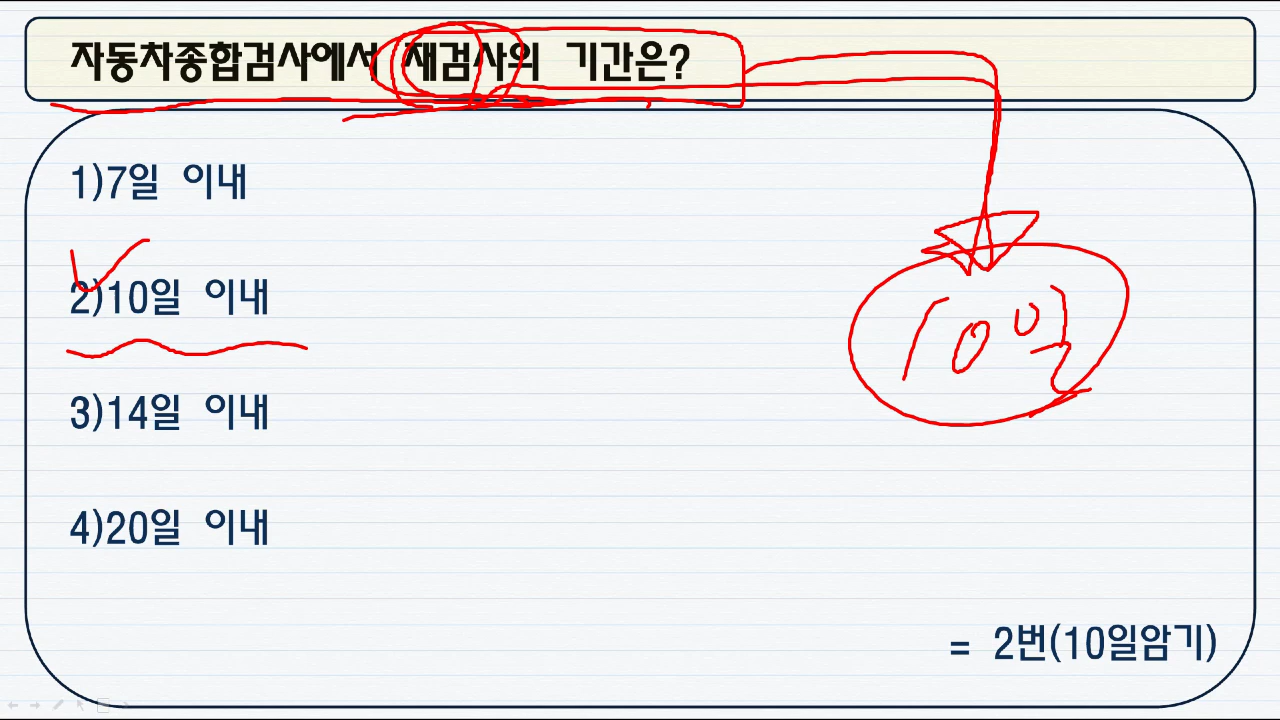 자동차종합검사에서 재검사의 기간은?
1)7일 이내
2)10일 이내
10일
3)14일 이내
4)20일 이내
= 2번(10일암기)